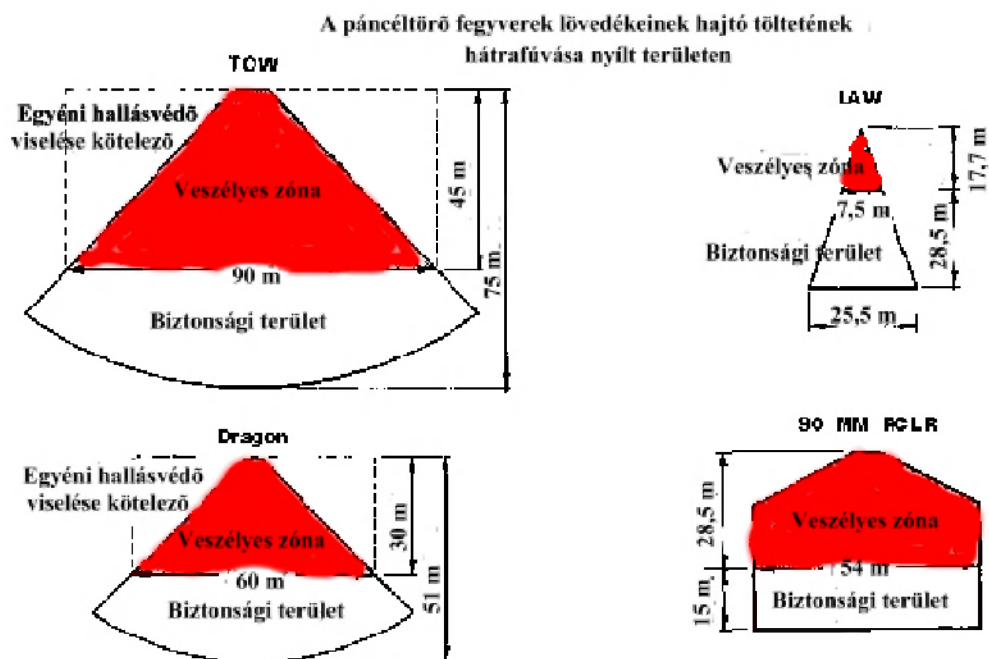 A páncéltörő fegyverek lövedékeinek hajtó töltetének
hátrafúvása nyílt területen
TOW
Egyéni hallásvédő
viselése kötelező
Veszélyes zóna
45 m
75 m
90 m
Biztonsági terület
LAW
Veszélyes zóna
17,7 m
7,5 m
Biztonsági terület
28,5 m
25,5 m
Dragon
Egyéni hallásvédő
viselése kötelező
Veszélyes zóna
30 m
51 m
60 m
Biztonsági terület
90 MM RCLR
28,5 m
Veszélyes zóna
54 m
15 m
Biztonsági terület